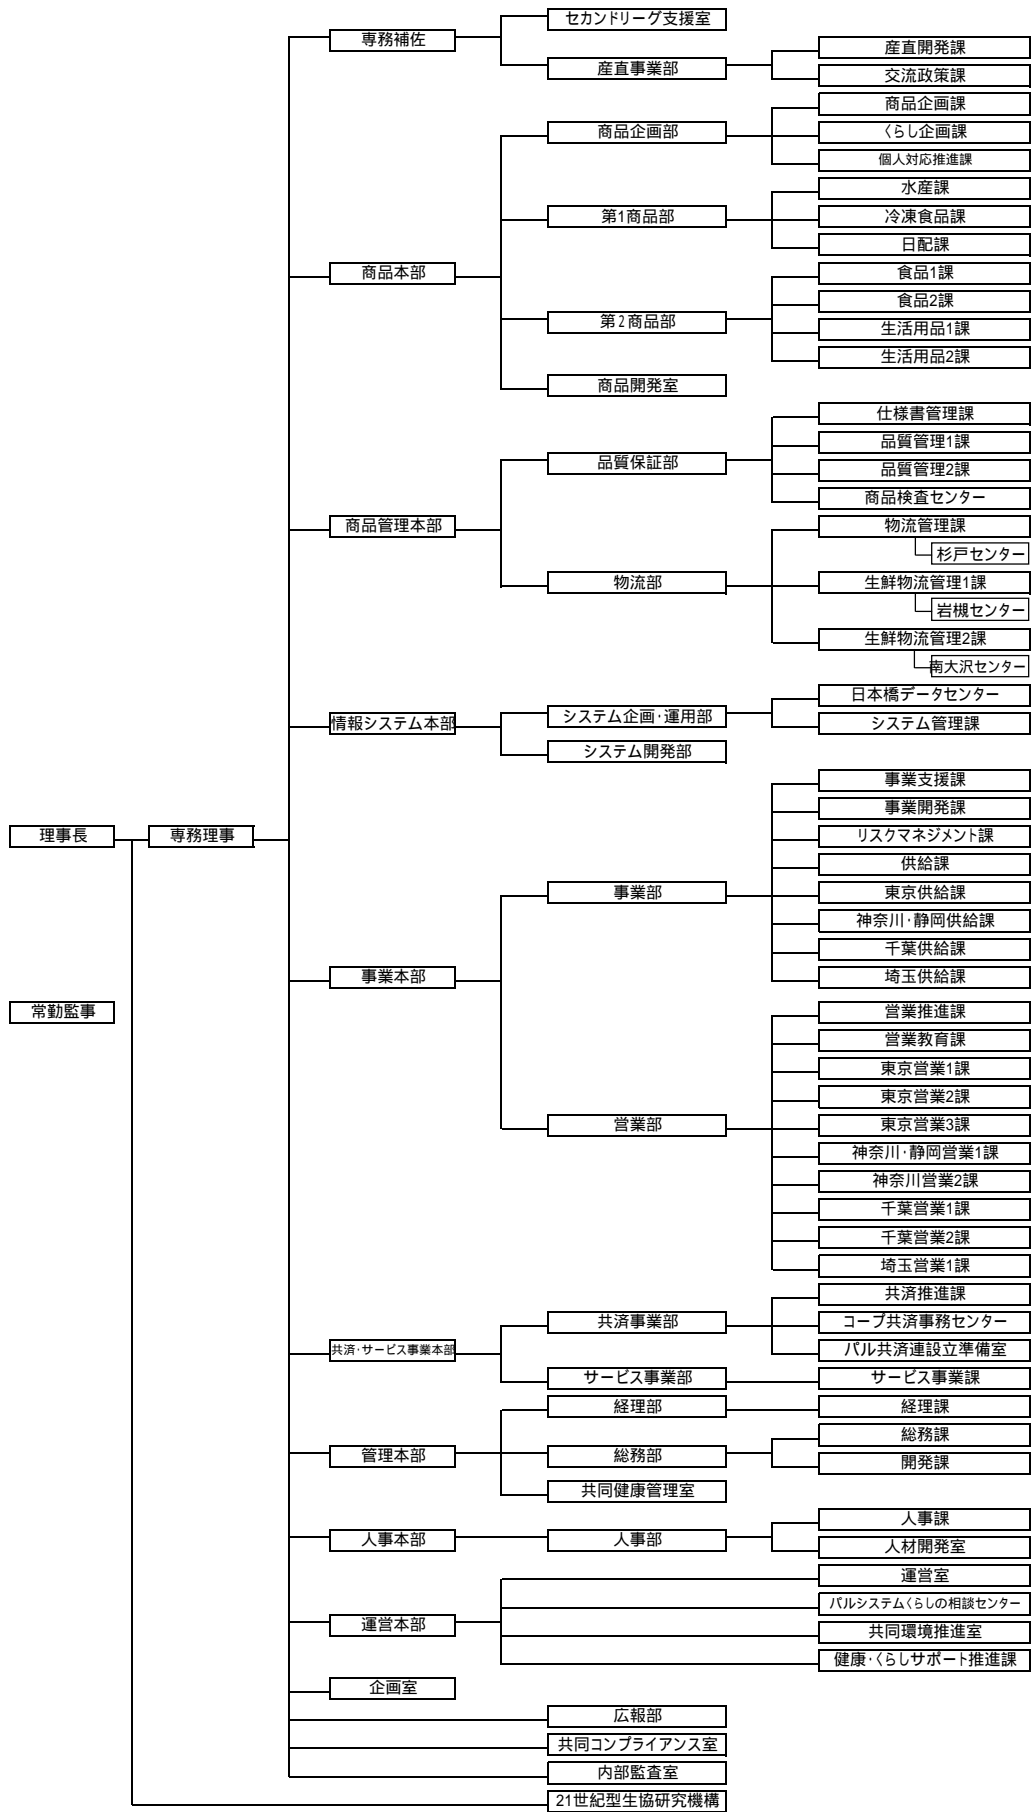 セカンドリーグ支援室
専務補佐
産直事業部
産直開発課
交流政策課
商品企画課
商品企画部
くらし企画課
個人対応推進課
水産課
第1商品部
冷凍食品課
日配課
商品本部
食品1課
食品2課
第2商品部
生活用品1課
生活用品2課
商品開発室
仕様書管理課
品質管理1課
品質保証部
品質管理2課
商品検査センター
商品管理本部
物流管理課
杉戸センター
物流部
生鮮物流管理1課
岩槻センター
生鮮物流管理2課
南大沢センター
日本橋データセンター
情報システム本部
システム企画・運用部
システム管理課
システム開発部
事業支援課
事業開発課
理事長
専務理事
リスクマネジメント課
供給課
事業部
東京供給課
神奈川・静岡供給課
千葉供給課
事業本部
埼玉供給課
常勤監事
営業推進課
営業教育課
東京営業1課
東京営業2課
営業部
東京営業3課
神奈川・静岡営業1課
神奈川営業2課
千葉営業1課
千葉営業2課
埼玉営業1課
共済推進課
共済事業部
コープ共済事務センター
共済・サービス事業本部
パル共済連設立準備室
サービス事業部
サービス事業課
経理部
経理課
総務課
管理本部
総務部
開発課
共同健康管理室
人事課
人事本部
人事部
人材開発室
運営室
パルシステムくらしの相談センター
運営本部
共同環境推進室
健康・くらしサポート推進課
企画室
広報部
共同コンプライアンス室
内部監査室
21世紀型生協研究機構